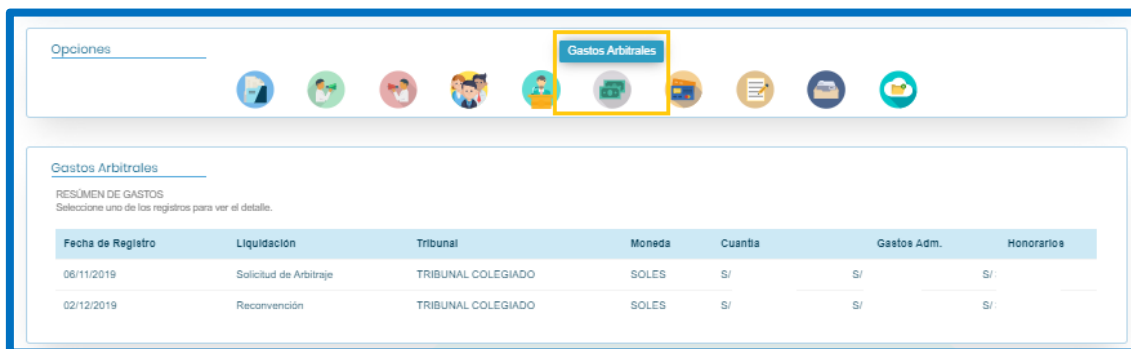 Opciones
Gastos Arbitrales
Gastos Arbitrales
RESÚMEN DE GASTOS
Seleccione uno de los registros para ver el detalle.
Fecha de Registro Liquidación Tribunal Moneda Cuantia Gastos Adm. Honorarios
06/11/2019 Solicitud de Arbitraje TRIBUNAL COLEGIADO SOLES S/ S/ S/
02/12/2019 Reconvención TRIBUNAL COLEGIADO SOLES S/ S/ S/